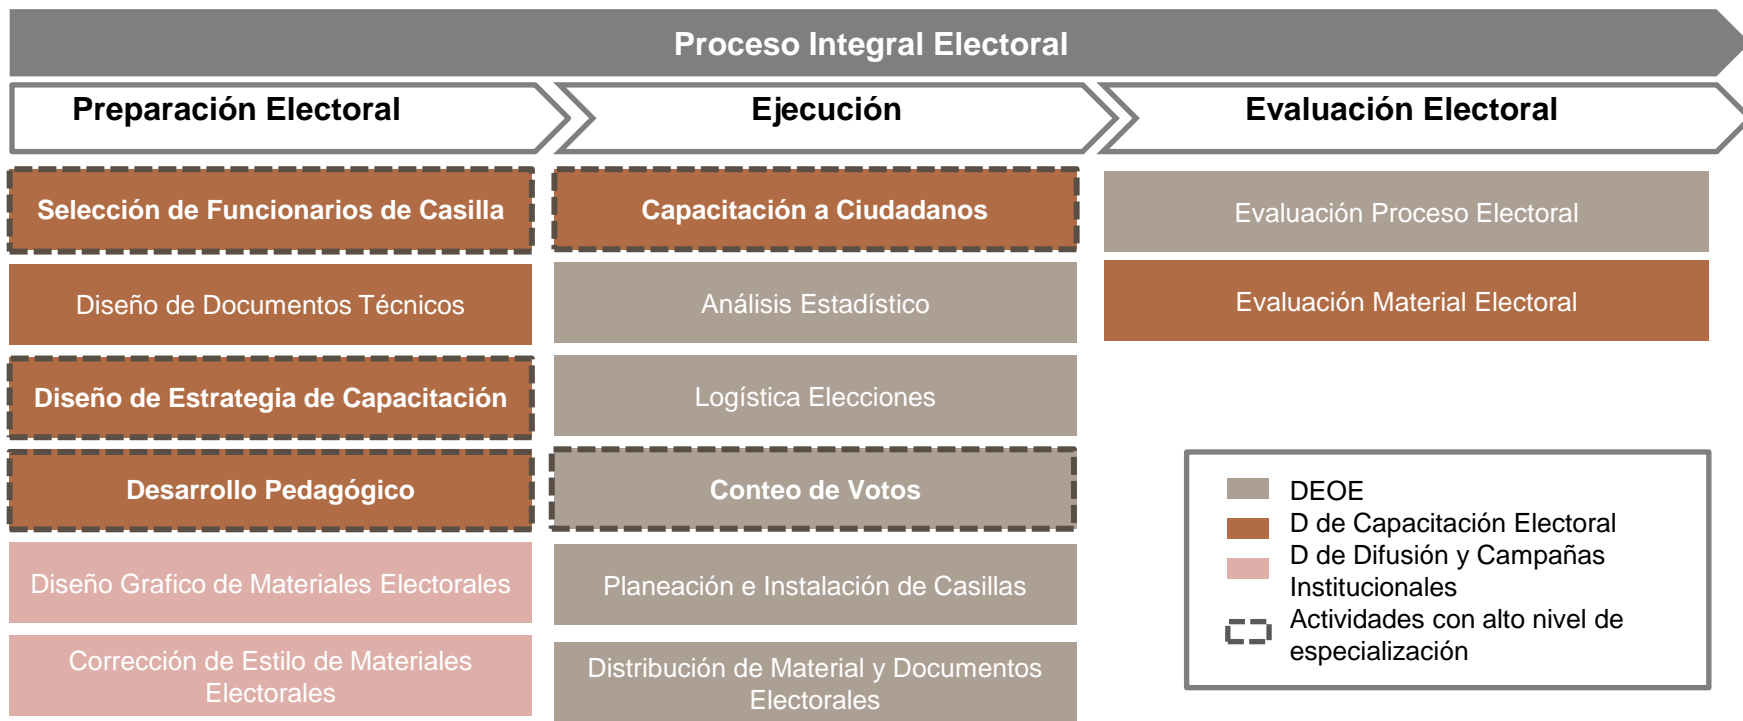 Proceso Integral Electoral
Preparación Electoral
Ejecución
Evaluación Electoral
Selección de Funcionarios de Casilla
Diseño de Documentos Técnicos
Diseño de Estrategia de Capacitación
Desarrollo Pedagógico
Diseño Grafico de Materiales Electorales
Corrección de Estilo de Materiales
Electorales
Capacitación a Ciudadanos
Análisis Estadístico
Logística Elecciones
Conteo de Votos
Planeación e Instalación de Casillas
Distribución de Material y Documentos
Electorales
Evaluación Proceso Electoral
Evaluación Material Electoral
DEOE
D de Capacitación Electoral
D de Difusión y Campañas
Institucionales
Actividades con alto nivel de
especialización